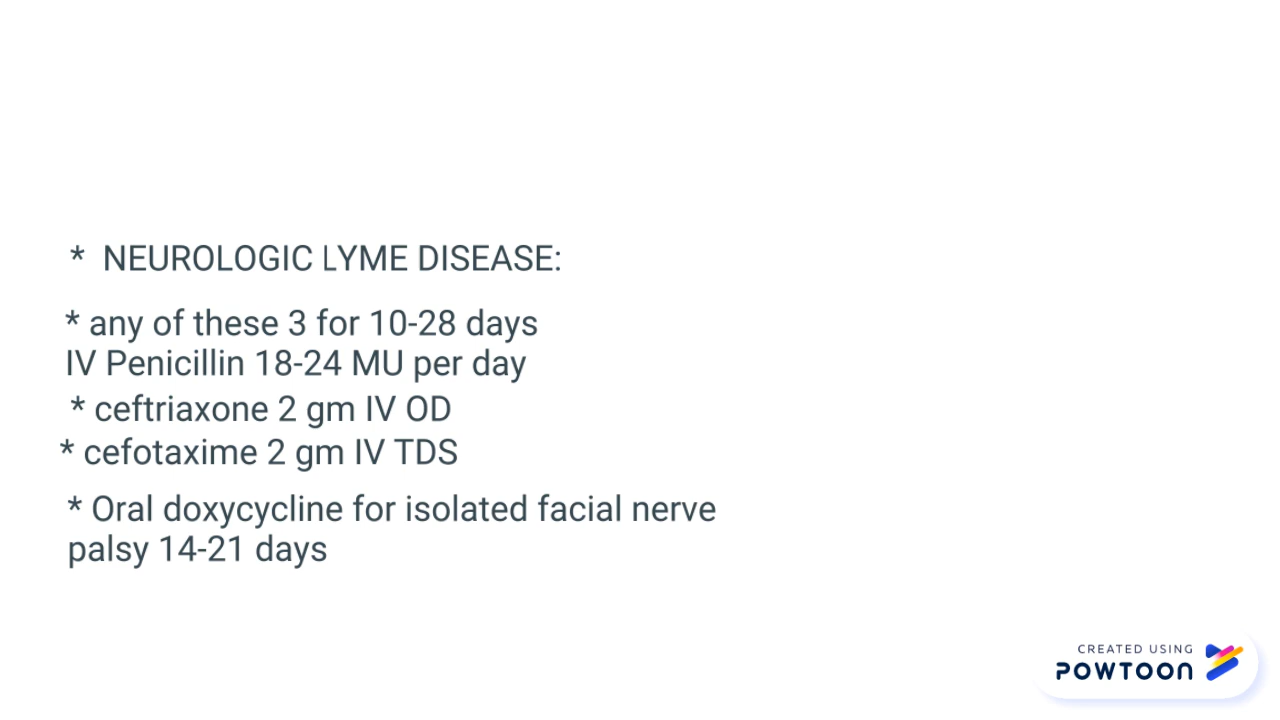 * NEUROLOGIC LYME DISEASE:
* any of these 3 for 10-28 days
IV Penicillin 18-24 MU per day
* ceftriaxone 2 gm IV OD
* cefotaxime 2 gm IV TDS
* Oral doxycycline for isolated facial nerve
palsy 14-21 days
CREATED USING
POWTOON